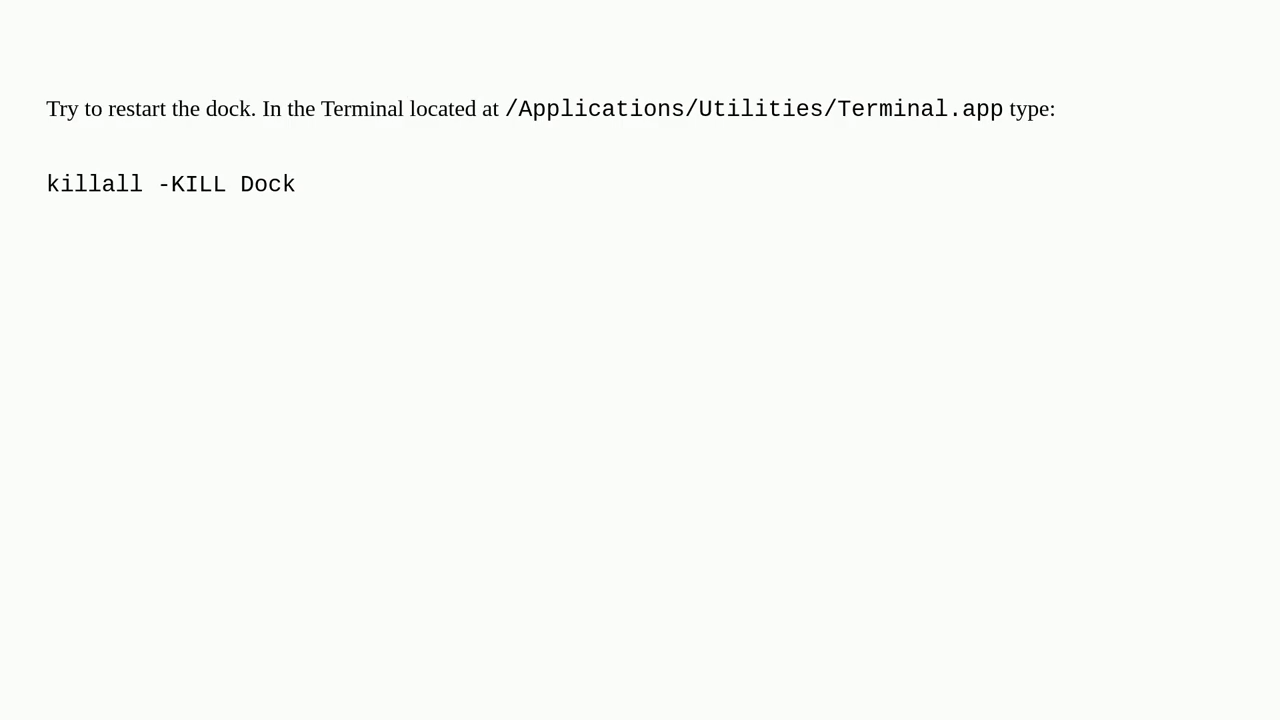 Try to restart the dock. In the Terminal located at /Applications/Utilities/Terminal.app type:
killall -KILL Dock